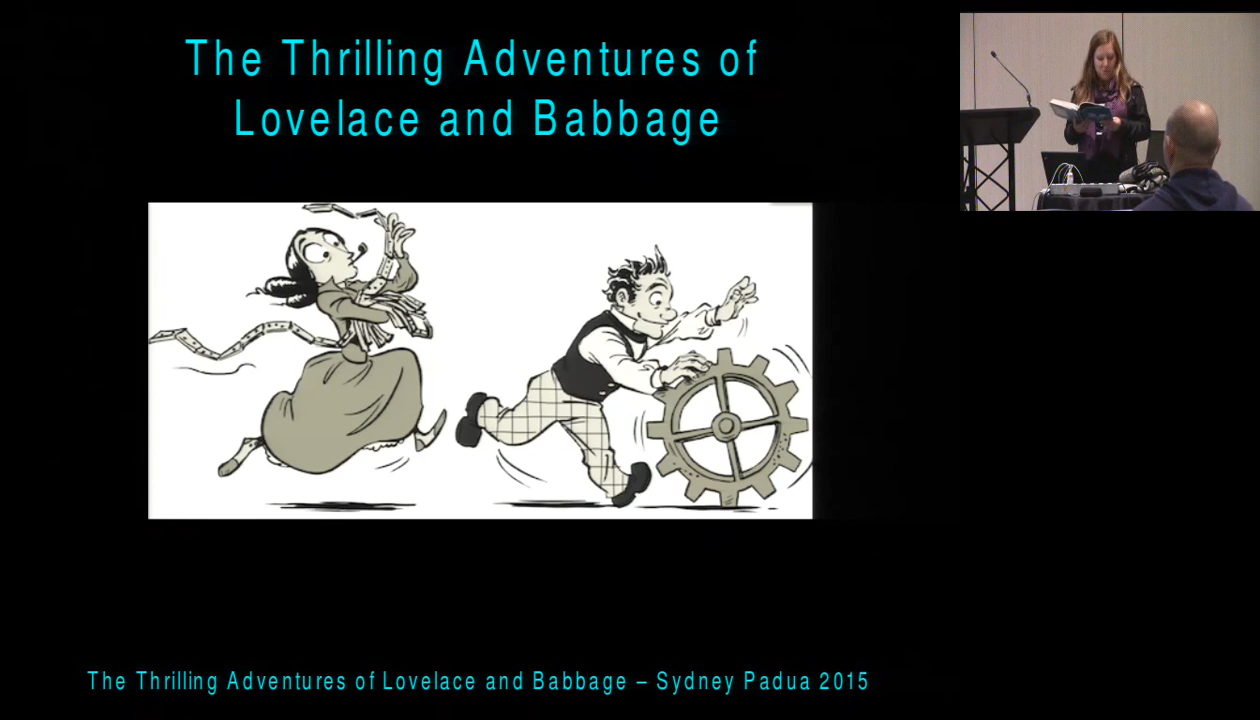 The Thrilling Adventures of
Lovelace and Babbage
The Thrilling Adventures of Lovelace and Babbage – Sydney Padua 2015